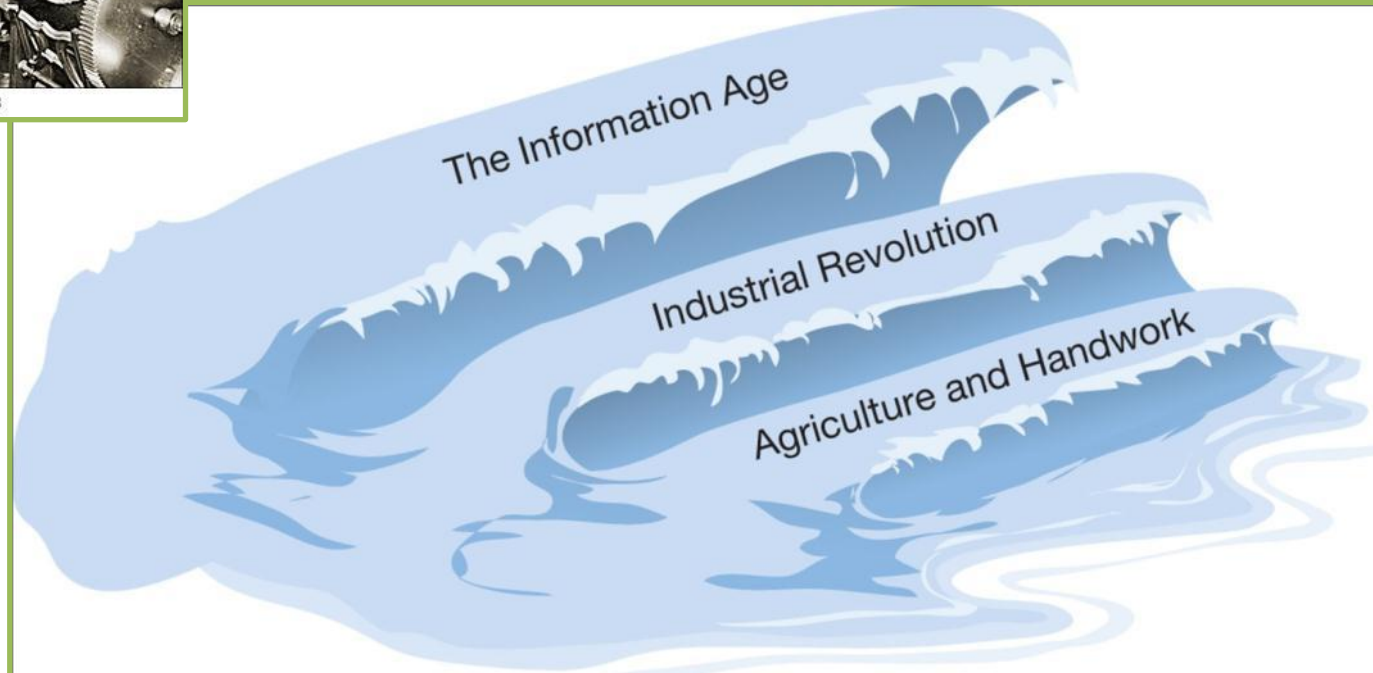 The Information Age
Industrial Revolution
Agriculture and Handwork